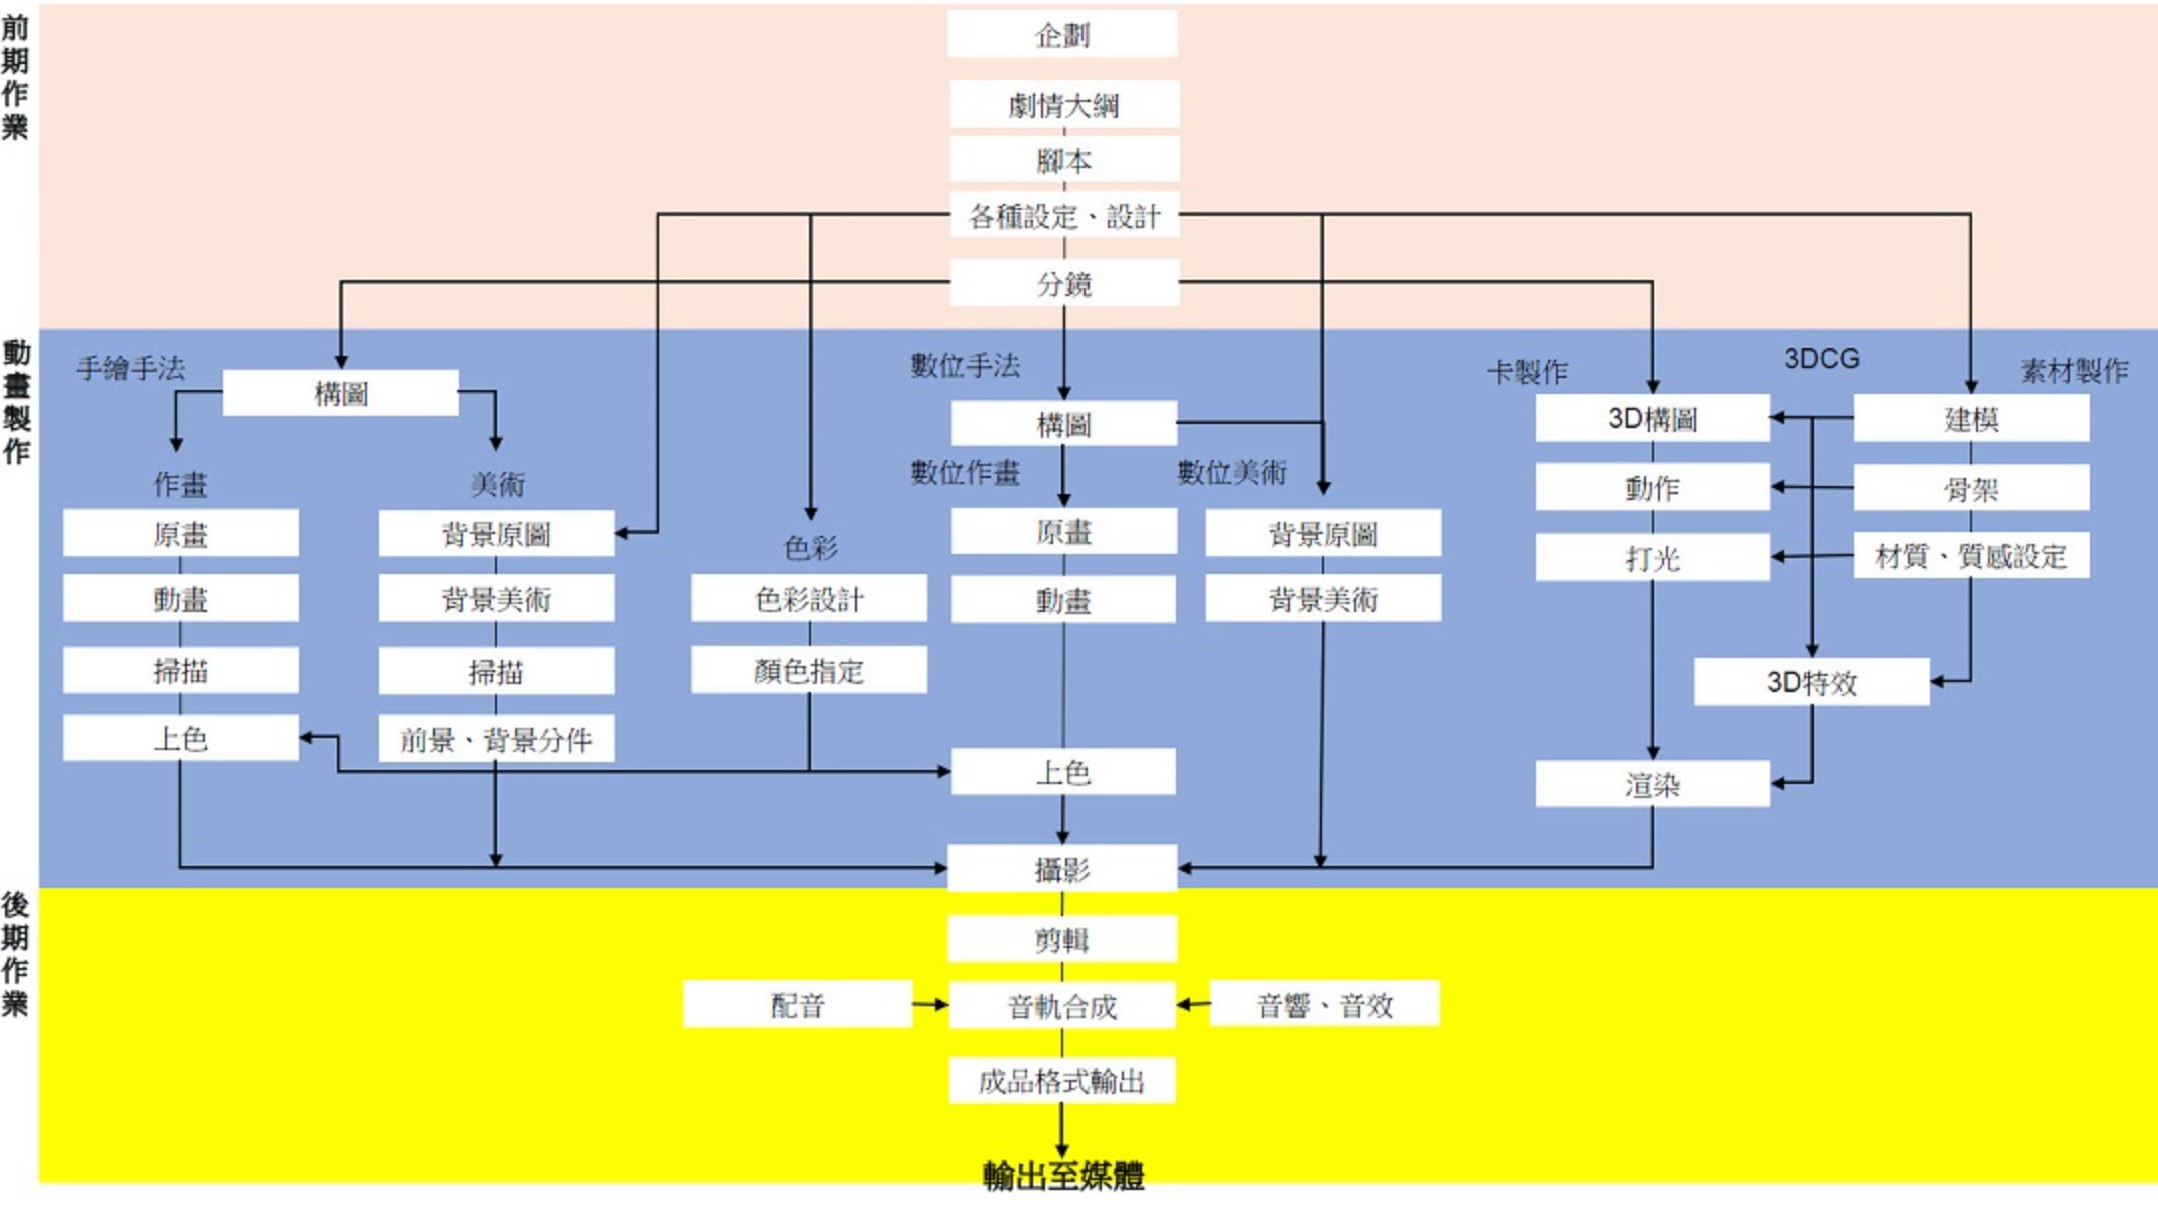 前期作業
企劃
劇情大綱
腳本
各種設定、設計
分鏡
動畫製作
手繪手法
構圖
作畫
原畫
動畫
掃描
上色
美術
背景原圖
背景美術
掃描
前景、背景分件
色彩
色彩設計
顏色指定
數位手法
構圖
數位作畫
原畫
動畫
上色
數位美術
背景原圖
背景美術
3DCG
卡製作
3D構圖
動作
打光
渲染
素材製作
建模
骨架
材質、質感設定
3D特效
攝影
後期作業
剪輯
配音
音軌合成
音響、音效
成品格式輸出
輸出至媒體